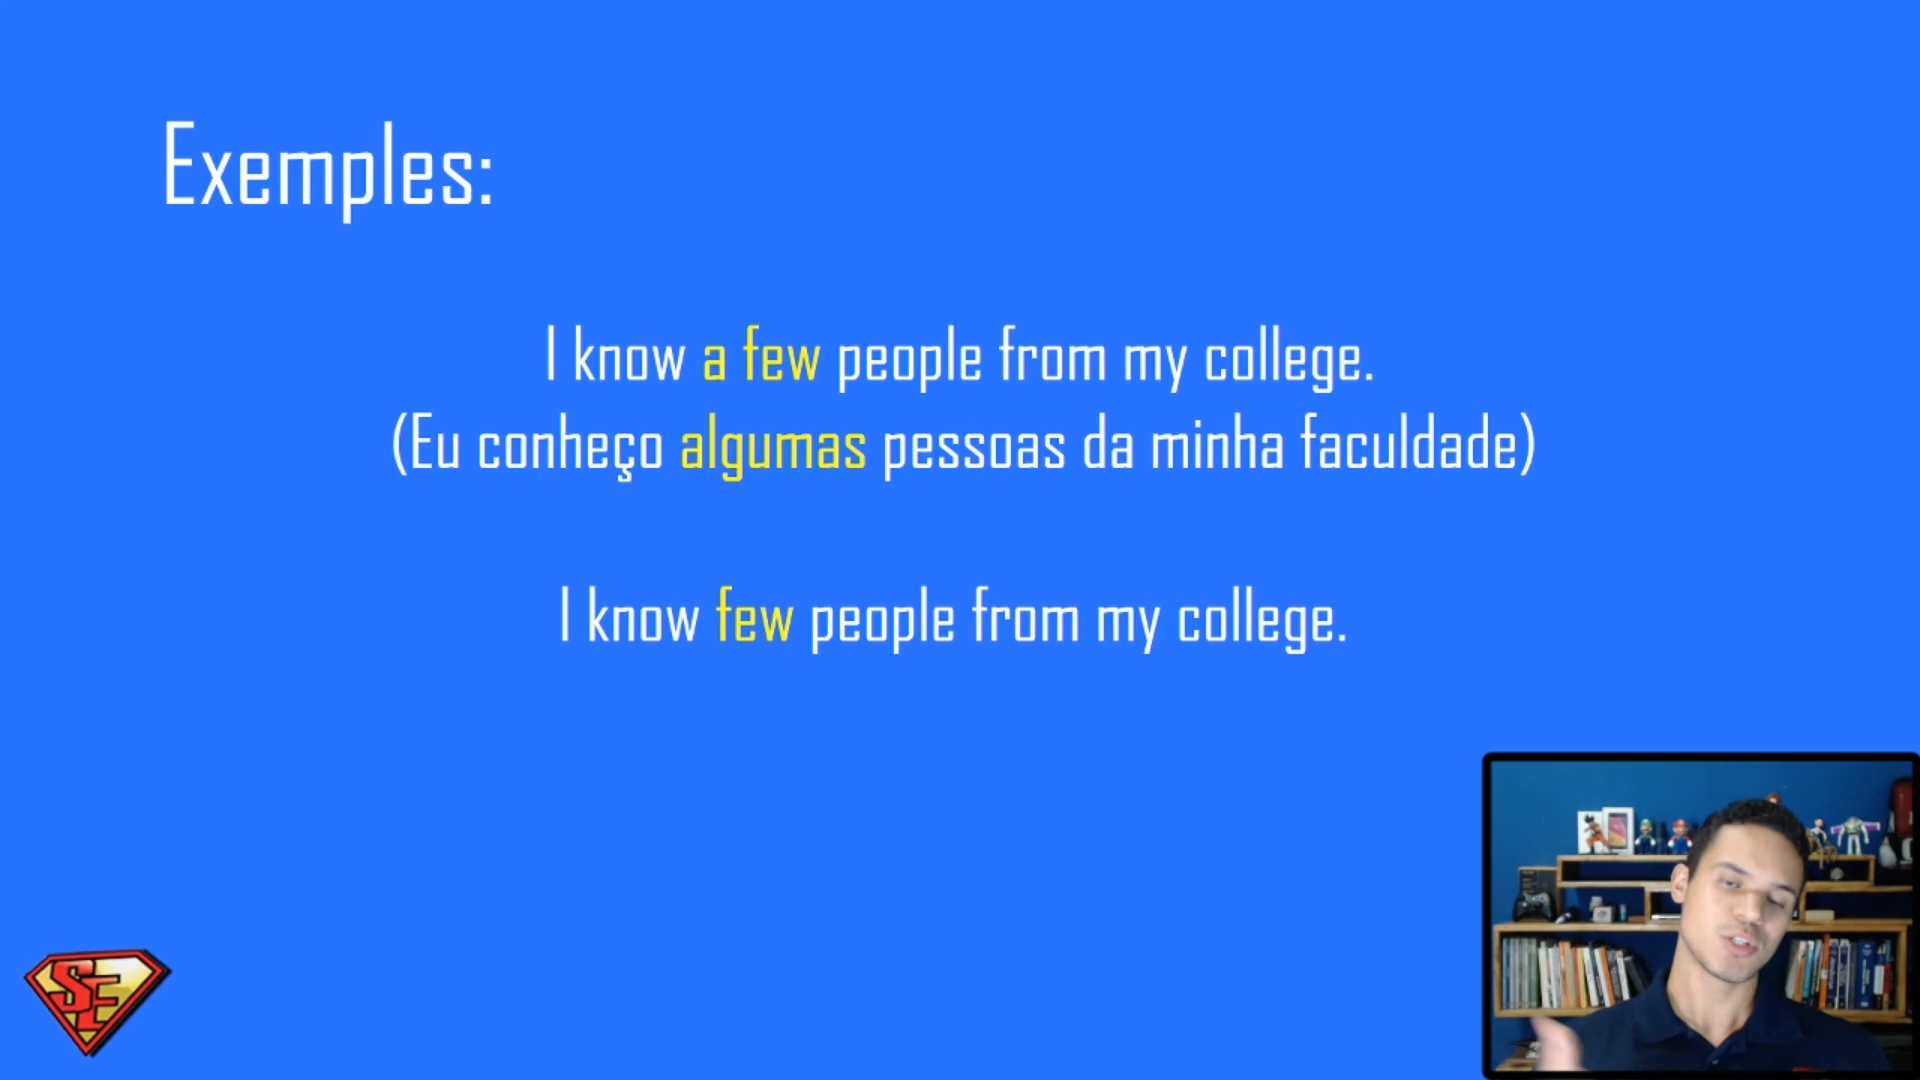 Exemples:
I know a few people from my college.
(Eu conheço algumas pessoas da minha faculdade)
I know few people from my college.
SE